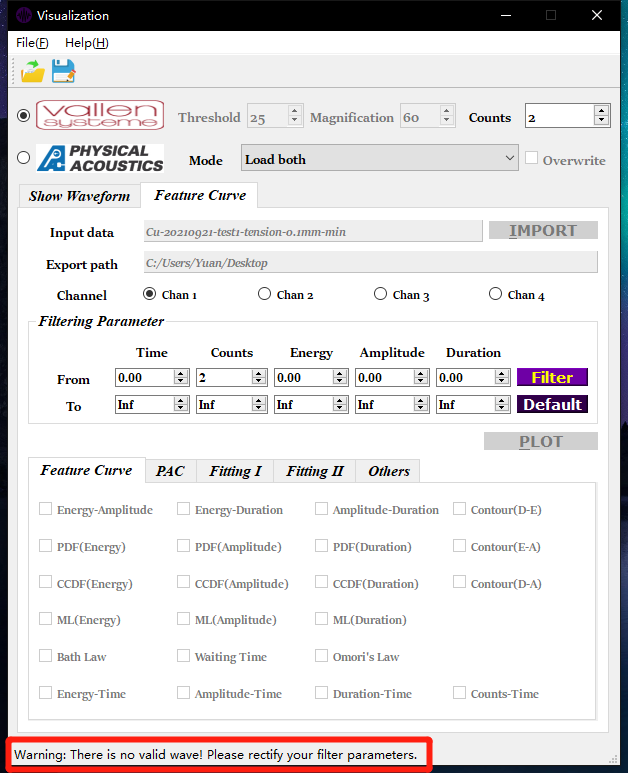 Visualization
File(F) Help(H)
vallen systeme Threshold 25 Magnification 60 Counts 2
PHYSICAL ACOUSTICS Mode Load both Overwrite
Show Waveform Feature Curve
Input data Cu-20210921-test1-tension-0.1mm-min IMPORT
Export path C:/Users/Yuan/Desktop
Channel Chan 1 Chan 2 Chan 3 Chan 4
Filtering Parameter
Time Counts Energy Amplitude Duration
From 0.00 2 0.00 0.00 0.00 Filter
To Inf Inf Inf Inf Inf Default
PLOT
Feature Curve PAC Fitting I Fitting II Others
Energy-Amplitude Energy-Duration Amplitude-Duration Contour(D-E)
PDF(Energy) PDF(Amplitude) PDF(Duration) Contour(E-A)
CCDF(Energy) CCDF(Amplitude) CCDF(Duration) Contour(D-A)
ML(Energy) ML(Amplitude) ML(Duration)
Bath Law Waiting Time Omori's Law
Energy-Time Amplitude-Time Duration-Time Counts-Time
Warning: There is no valid wave! Please rectify your filter parameters.